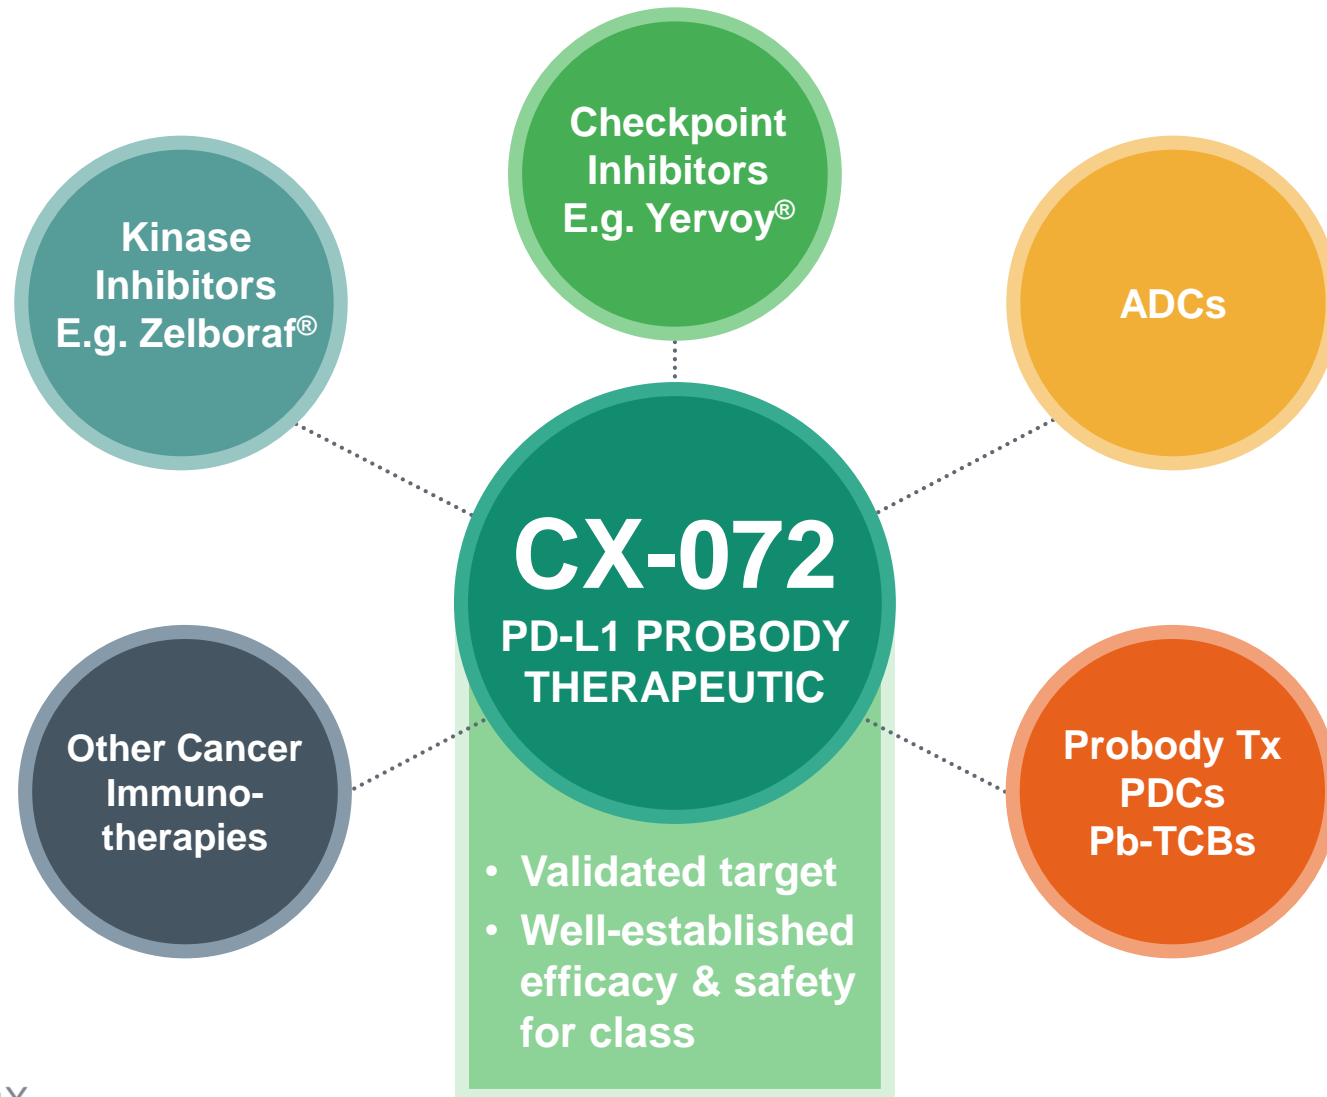 Checkpoint
Inhibitors
E.g. Yervoy®
Kinase
Inhibitors
E.g. Zelboraf®
ADCs
CX-072
PD-L1 PROBODY
THERAPEUTIC
Other Cancer
Immuno-
therapies
Probody Tx
PDCs
Pb-TCBs
• Validated target
• Well-established
efficacy & safety
for class